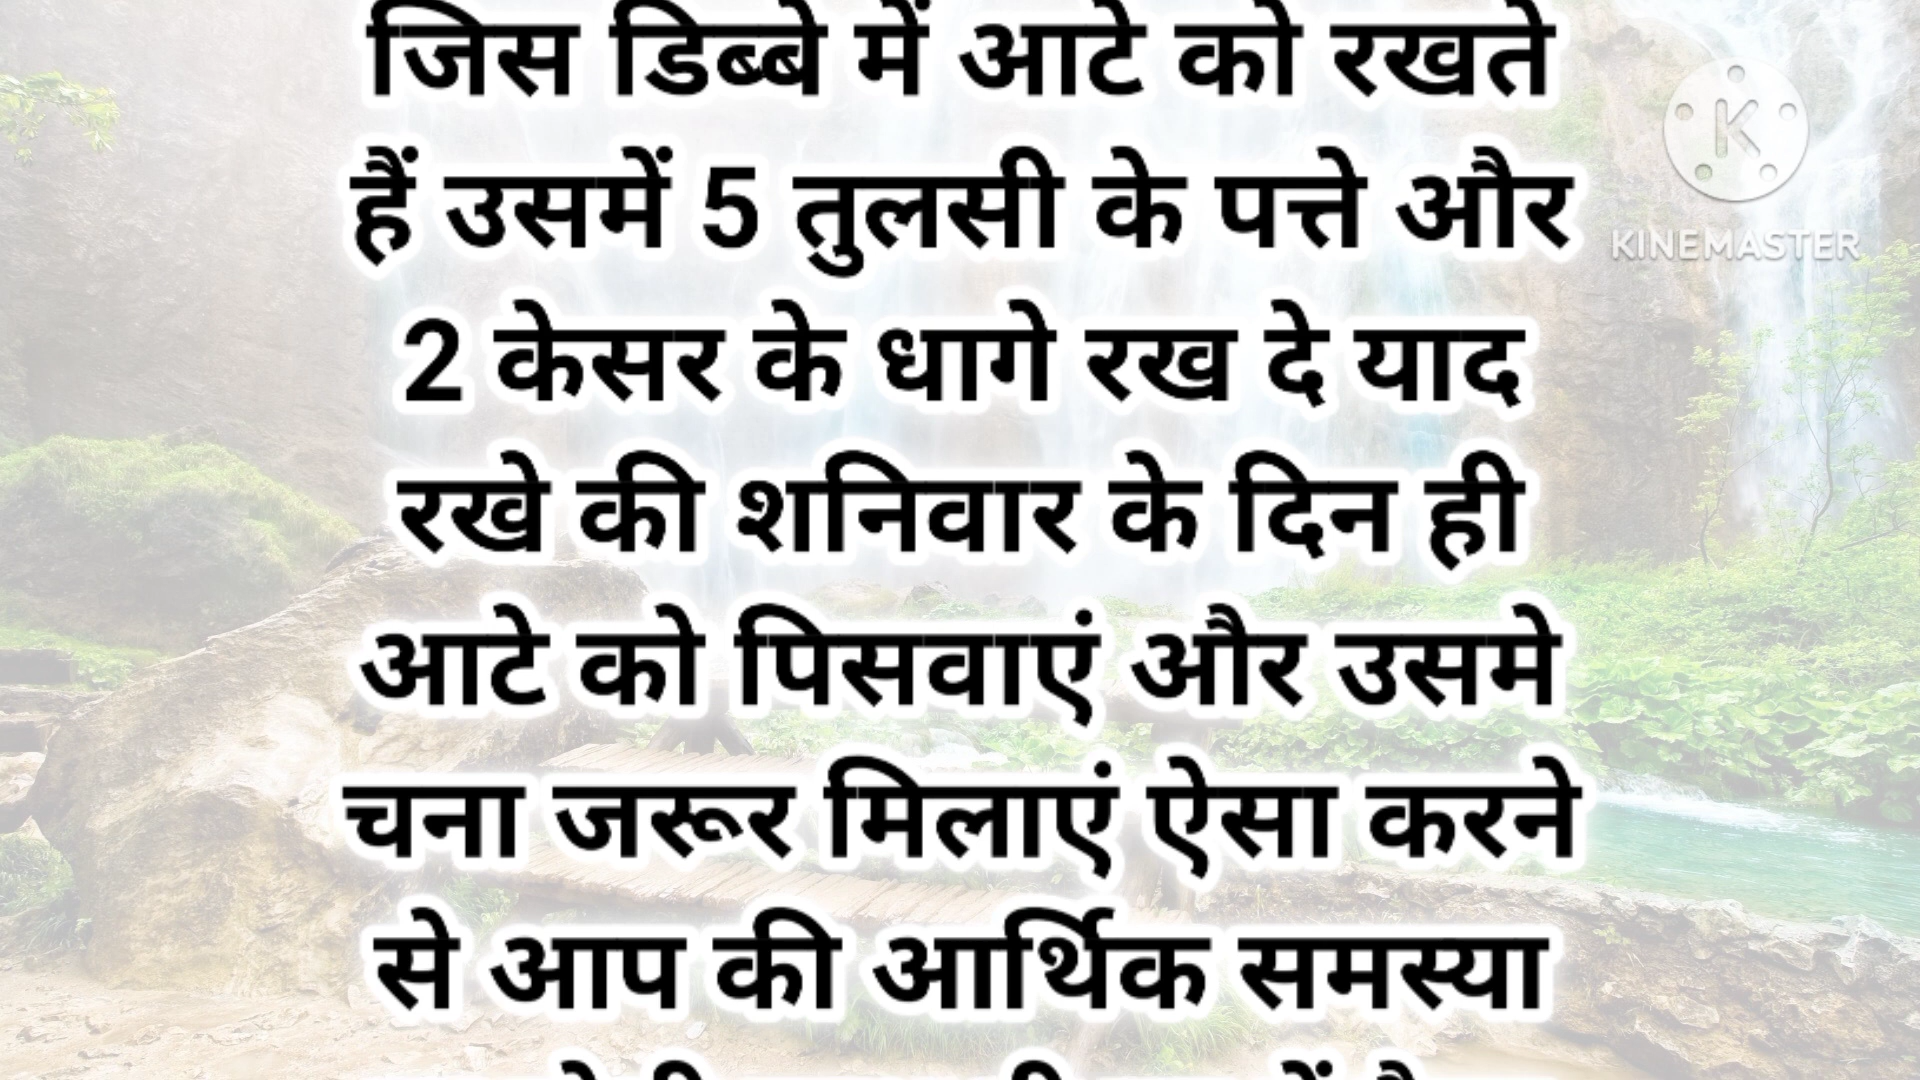 जिस डिब्बे में आटे को रखते
हैं उसमें 5 तुलसी के पत्ते और
KINEMASTER
2 केसर के धागे रख दे याद
रखे की शनिवार के दिन ही
आटे को पिसवाएं और उसमे
चना जरूर मिलाएं ऐसा करने
से आप की आर्थिक समस्या